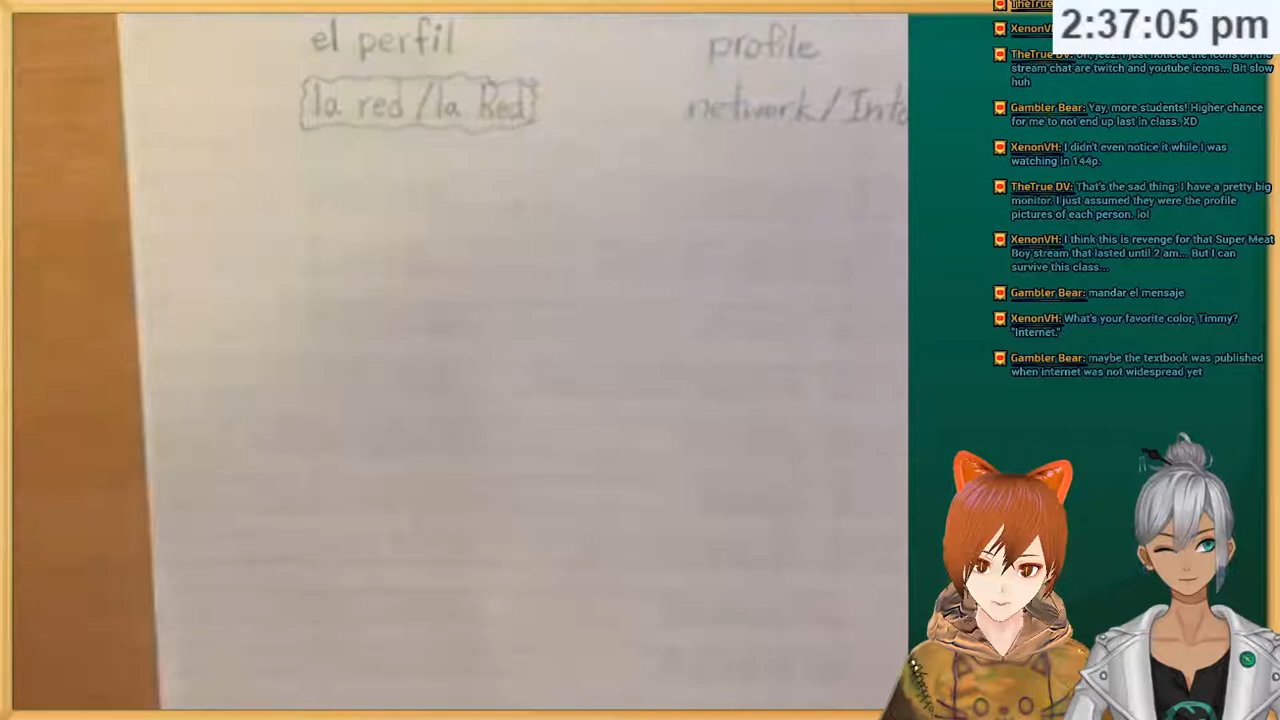 2:37:05 pm
el perfil profile
{la red/la Red} network/Inte
TheTrue
XenonV
TheTrue DV: Oh, jeez. I just noticed the icons on the
stream chat are twitch and youtube icons... Bit slow
huh
Gambler Bear: Yay, more students! Higher chance
for me to not end up last in class. XD
XenonVH: I didn't even notice it while I was
watching in 144p.
TheTrue DV: That's the sad thing: I have a pretty big
monitor. I just assumed they were the profile
pictures of each person. lol
XenonVH: I think this is revenge for that Super Meat
Boy stream that lasted until 2 am... But I can
survive this class...
Gambler Bear: mandar el mensaje
XenonVH: What's your favorite color, Timmy?
"Internet."
Gambler Bear: maybe the textbook was published
when internet was not widespread yet